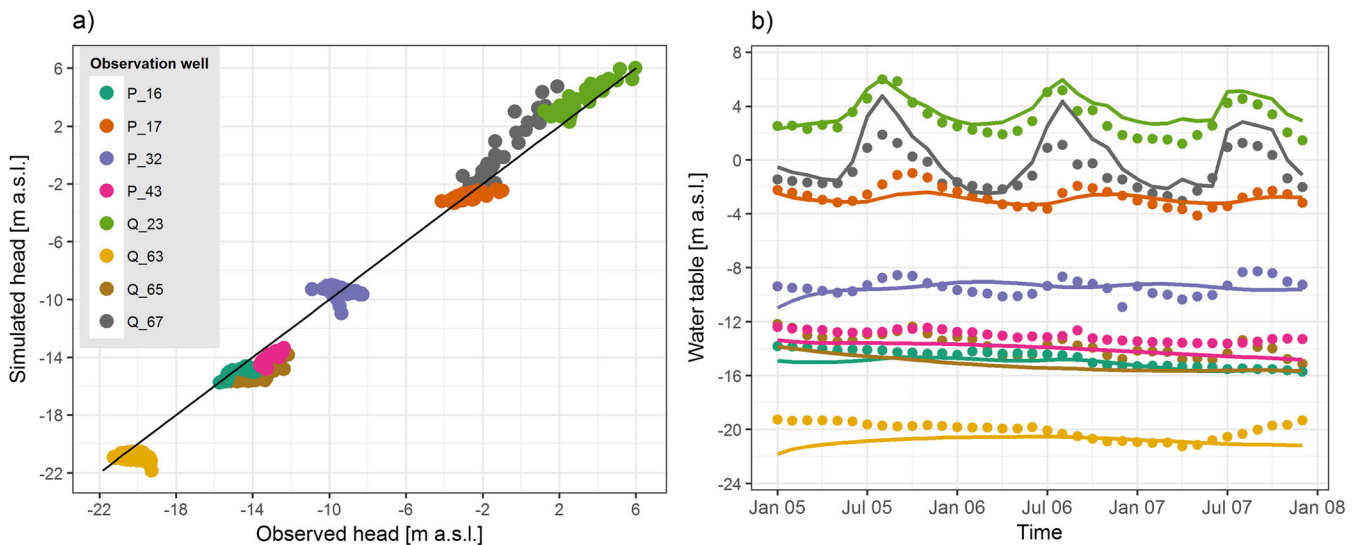 a)
Observation well
P_16
P_17
P_32
P_43
Q_23
Q_63
Q_65
Q_67
Simulated head [m a.s.l.]
6
2
-2
-6
-10
-14
-18
-22
-22 -18 -14 -10 -6 -2 2 6
Observed head [m a.s.l.]
b)
Water table [m a.s.l.]
8
4
0
-4
-8
-12
-16
-20
-24
Jan 05 Jul 05 Jan 06 Jul 06 Jan 07 Jul 07 Jan 08
Time